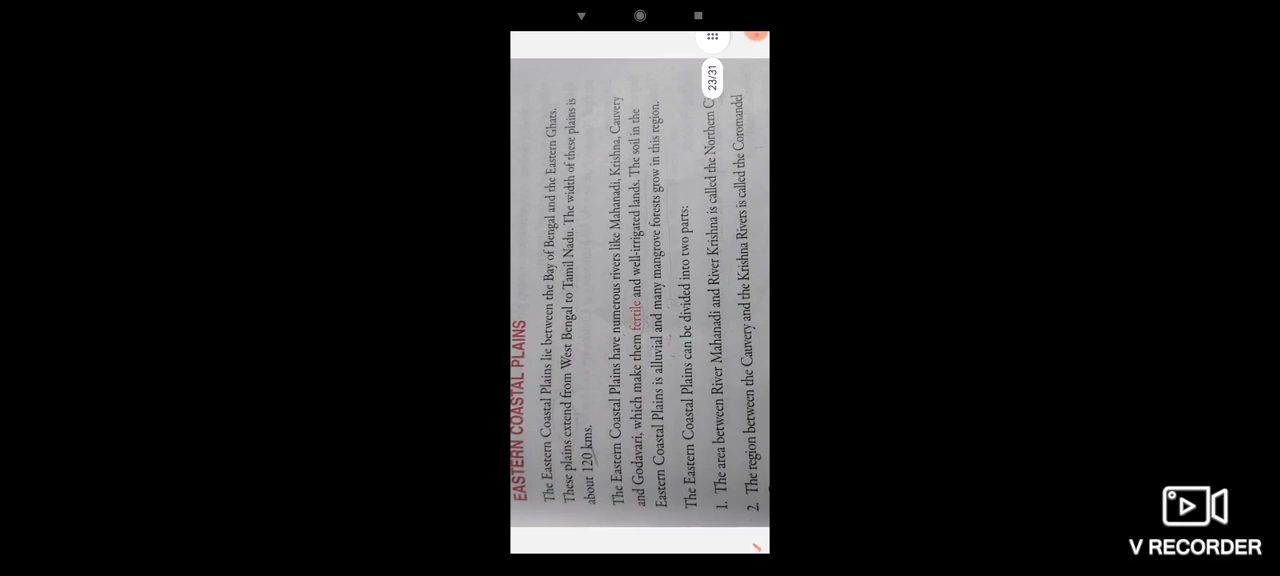 EASTERN COASTAL PLAINS
The Eastern Coastal Plains lie between the Bay of Bengal and the Eastern Ghats.
These plains extend from West Bengal to Tamil Nadu. The width of these plains is
about 120 kms.
The Eastern Coastal Plains have numerous rivers like Mahanadi, Krishna, Cauvery
and Godavari, which make them fertile and well-irrigated lands. The soil in the
Eastern Coastal Plains is alluvial and many mangrove forests grow in this region.
The Eastern Coastal Plains can be divided into two parts:
1. The area between River Mahanadi and River Krishna is called the Northern C
2. The region between the Cauvery and the Krishna Rivers is called the Coromandel
23/31
V RECORDER